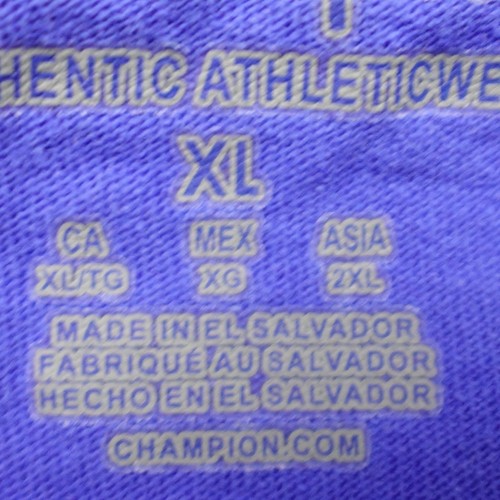 HENTIC ATHLETICWE
XL
CA MEX ASIA
XL/TG XG 2XL
MADE IN EL SALVADOR
FABRIQUÉ AU SALVADOR
HECHO EN EL SALVADOR
CHAMPION.COM